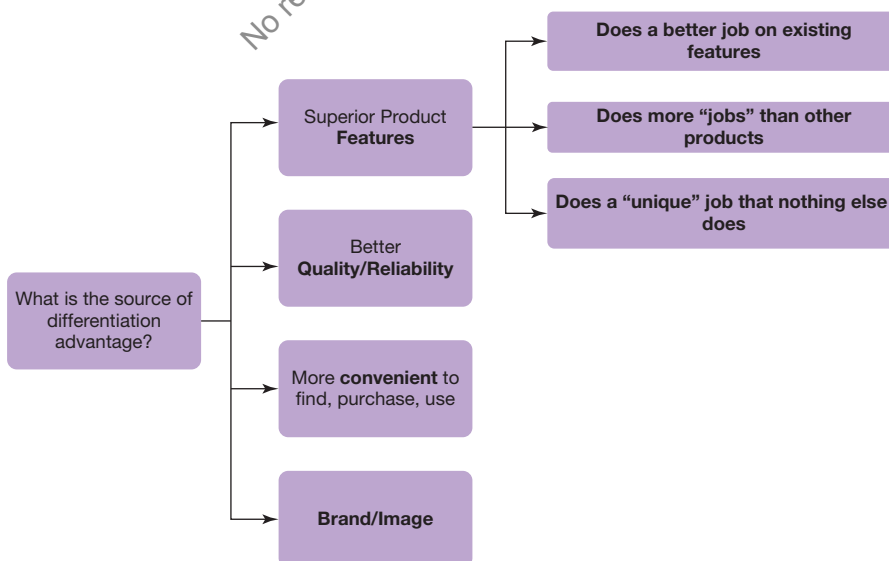 No re
What is the source of
differentiation
advantage?
Superior Product
Features
Better
Quality/Reliability
More convenient to
find, purchase, use
Brand/Image
Does a better job on existing
features
Does more “jobs” than other
products
Does a “unique” job that nothing else
does